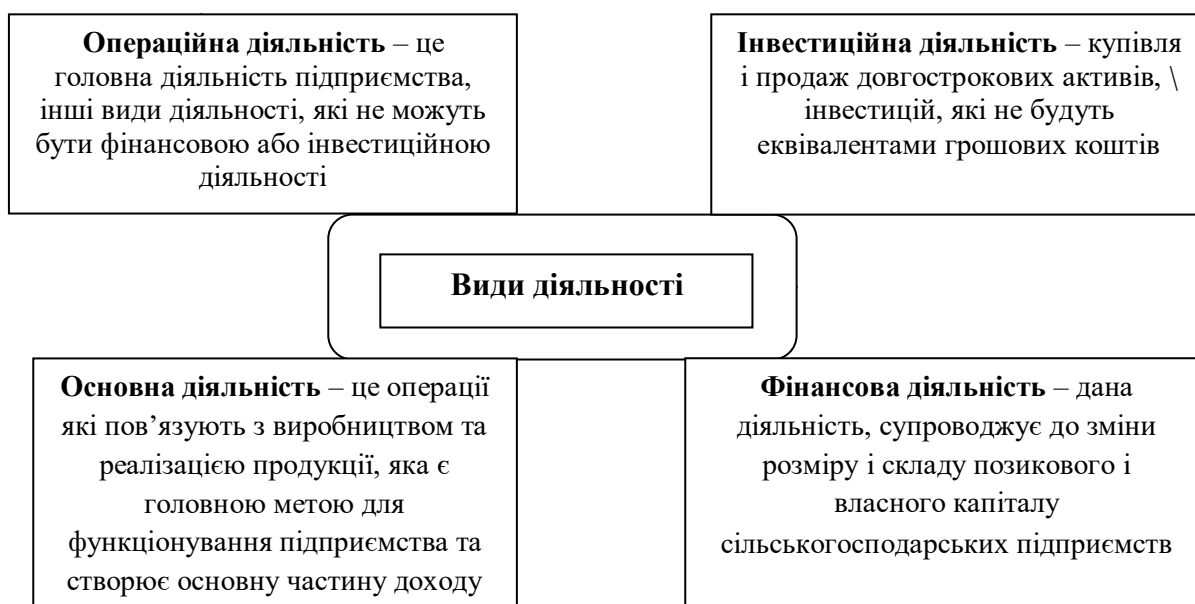 Операційна діяльність – це
головна діяльність підприємства,
інші види діяльності, які не можуть
бути фінансовою або інвестиційною
діяльності
Інвестиційна діяльність – купівля
і продаж довгострокових активів, \
інвестицій, які не будуть
еквівалентами грошових коштів
Види діяльності
Основна діяльність – це операції
які пов’язують з виробництвом та
реалізацією продукції, яка є
головною метою для
функціонування підприємства та
створює основну частину доходу
Фінансова діяльність – дана
діяльність, супроводжує до зміни
розміру і складу позикового і
власного капіталу
сільськогосподарських підприємств